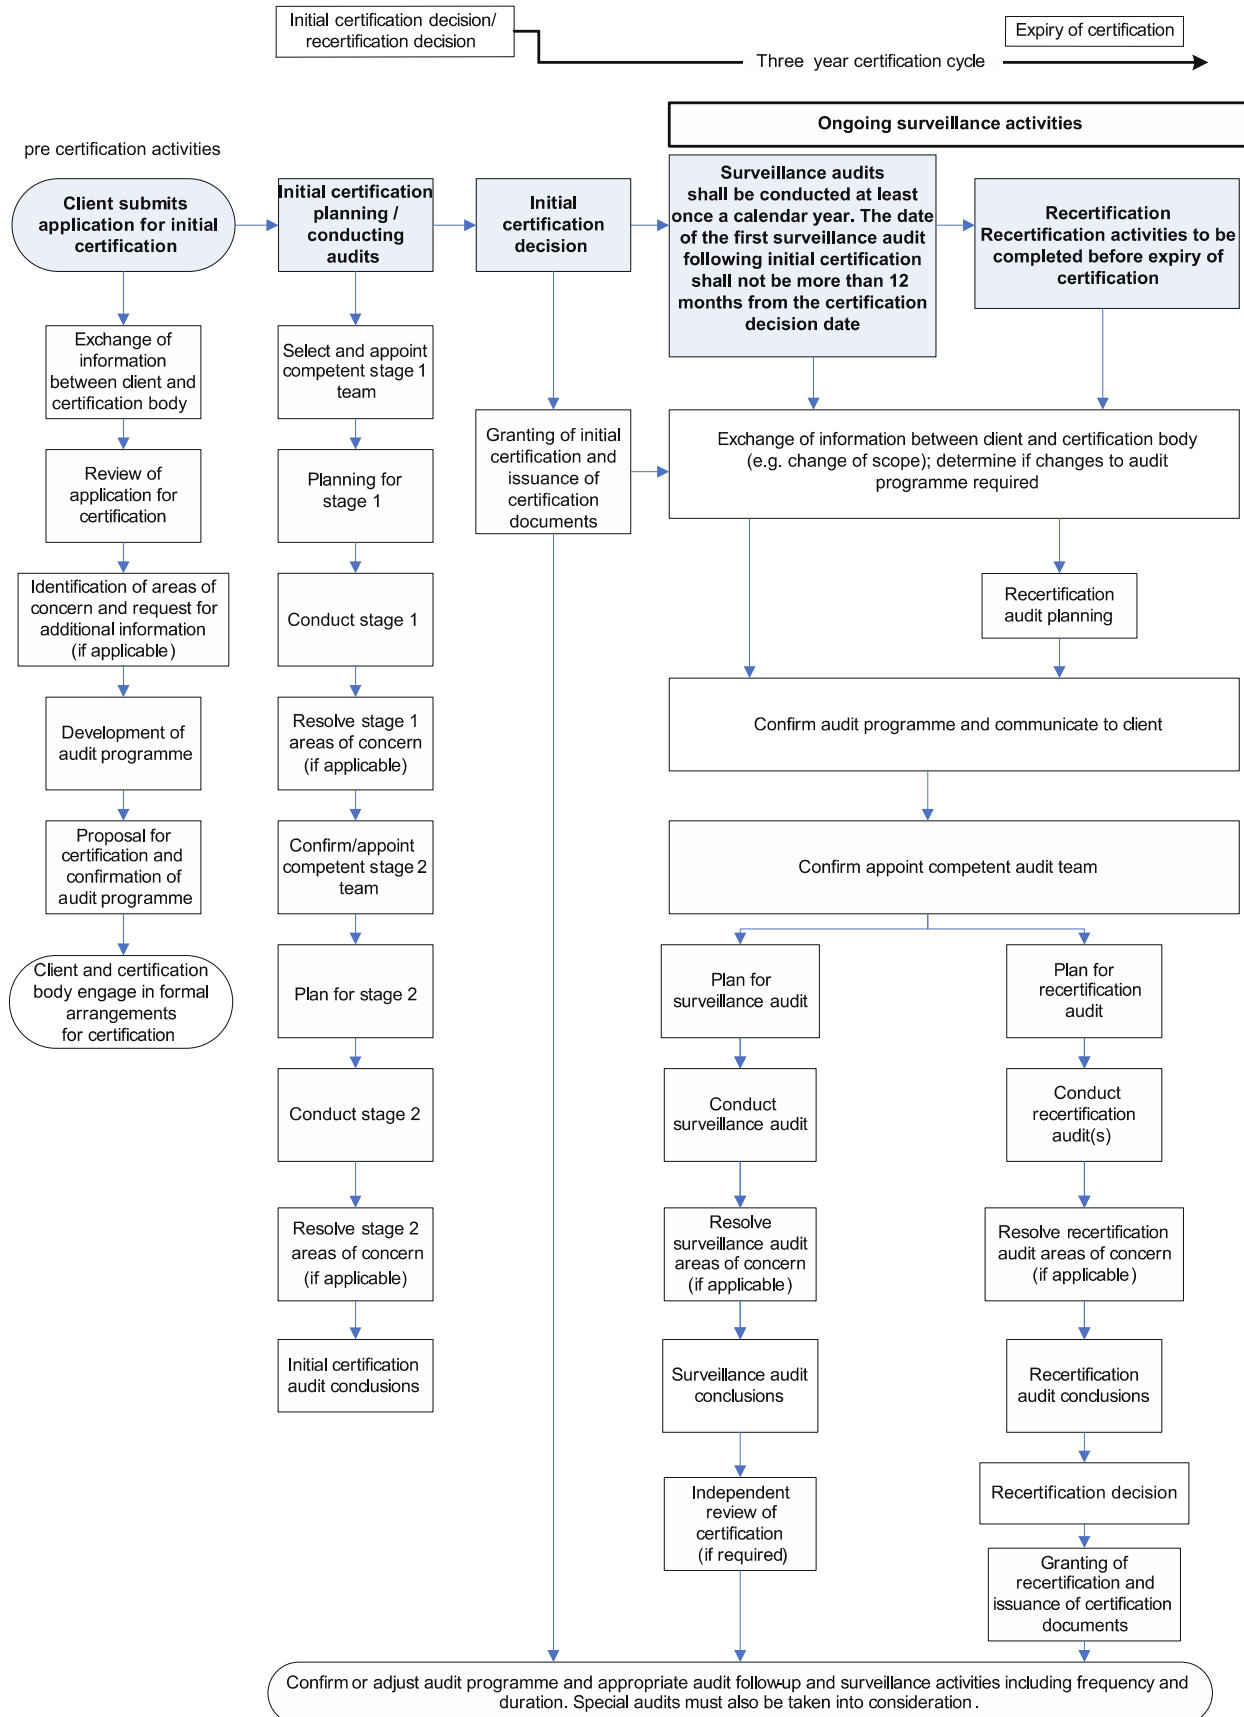 Initial certification decision/
recertification decision
Expiry of certification
Three year certification cycle
Ongoing surveillance activities
pre certification activities
Client submits
application for initial
certification
Initial certification
planning /
conducting
audits
Initial
certification
decision
Surveillance audits
shall be conducted at least
once a calendar year. The date
of the first surveillance audit
following initial certification
shall not be more than 12
months from the certification
decision date
Recertification
Recertification activities to be
completed before expiry of
certification
Exchange of
information
between client and
certification body
Review of
application for
certification
Identification of areas of
concern and request for
additional information
(if applicable)
Development of
audit programme
Proposal for
certification and
confirmation of
audit programme
Client and certification
body engage in formal
arrangements
for certification
Select and appoint
competent stage 1
team
Planning for
stage 1
Conduct stage 1
Resolve stage 1
areas of concern
(if applicable)
Confirm/appoint
competent stage 2
team
Plan for stage 2
Conduct stage 2
Resolve stage 2
areas of concern
(if applicable)
Initial certification
audit conclusions
Granting of initial
certification and
issuance of
certification
documents
Exchange of information between client and certification body
(e.g. change of scope); determine if changes to audit
programme required
Recertification
audit planning
Confirm audit programme and communicate to client
Confirm appoint competent audit team
Plan for
surveillance audit
Conduct
surveillance audit
Resolve
surveillance audit
areas of concern
(if applicable)
Surveillance audit
conclusions
Independent
review of
certification
(if required)
Plan for
recertification
audit
Conduct
recertification
audit(s)
Resolve recertification
audit areas of concern
(if applicable)
Recertification
audit conclusions
Recertification decision
Granting of
recertification and
issuance of certification
documents
Confirm or adjust audit programme and appropriate audit follow-up and surveillance activities including frequency and
duration. Special audits must also be taken into consideration.